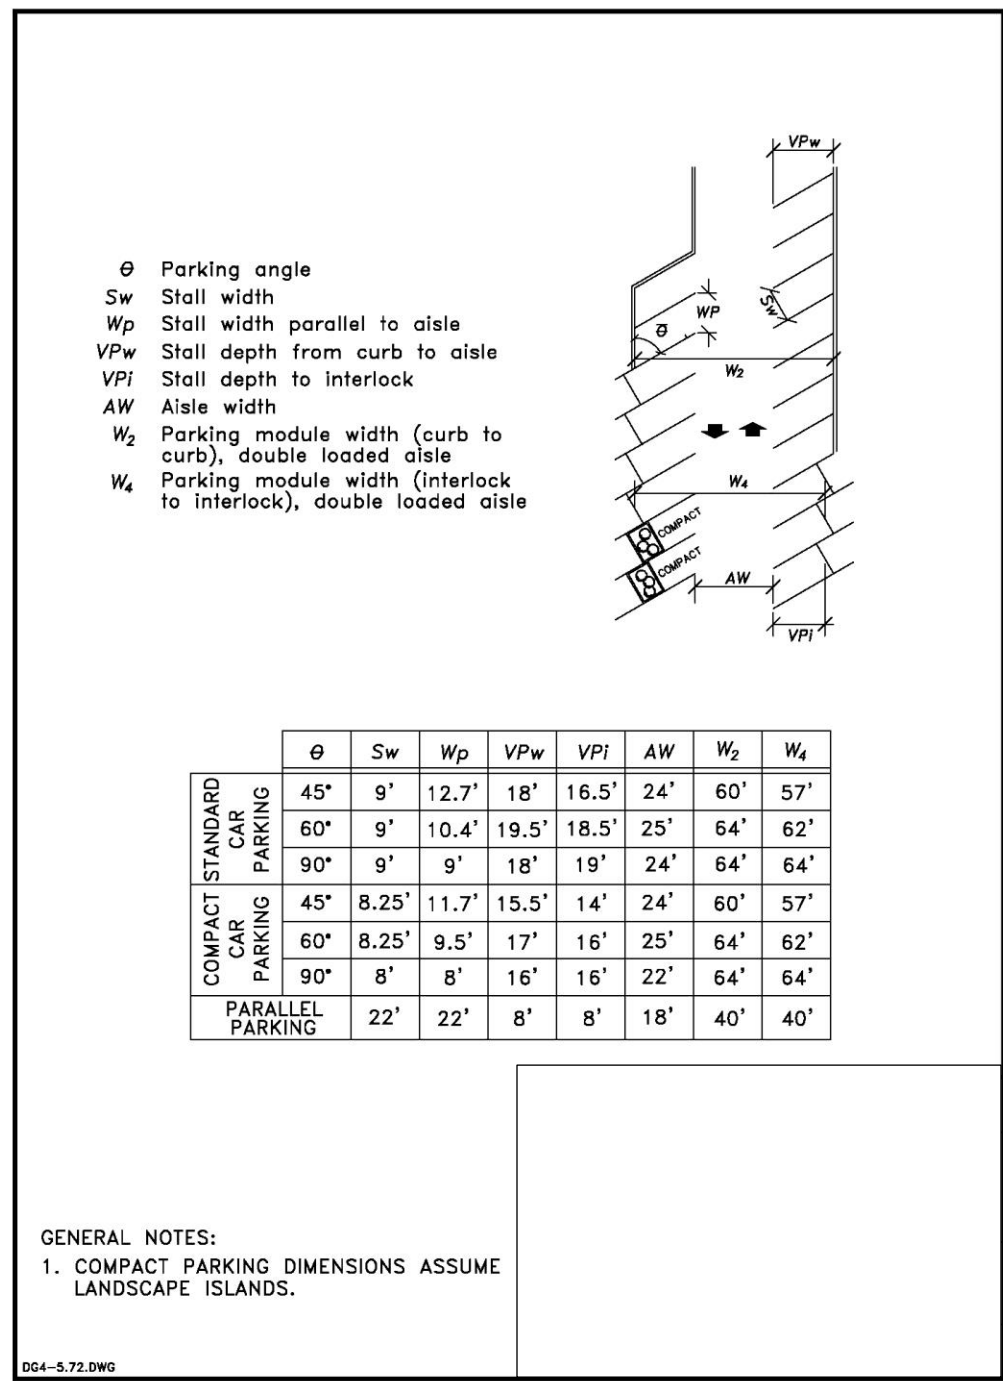 VPw
θ Parking angle
Sw Stall width
Wp Stall width parallel to aisle
VPw Stall depth from curb to aisle
VPi Stall depth to interlock
AW Aisle width
W2 Parking module width (curb to
curb), double loaded aisle
W4 Parking module width (interlock
to interlock), double loaded aisle
WP
Sw
θ
W2
W4
COMPACT
COMPACT
AW
VPi
θ Sw Wp VPw VPi AW W2 W4
STANDARD
CAR
PARKING
45° 9' 12.7' 18' 16.5' 24' 60' 57'
60° 9' 10.4' 19.5' 18.5' 25' 64' 62'
90° 9' 9' 18' 19' 24' 64' 64'
COMPACT
CAR
PARKING
45° 8.25' 11.7' 15.5' 14' 24' 60' 57'
60° 8.25' 9.5' 17' 16' 25' 64' 62'
90° 8' 8' 16' 16' 22' 64' 64'
PARALLEL
PARKING
22' 22' 8' 8' 18' 40' 40'
GENERAL NOTES:
1. COMPACT PARKING DIMENSIONS ASSUME
LANDSCAPE ISLANDS.
DG4-5.72.DWG